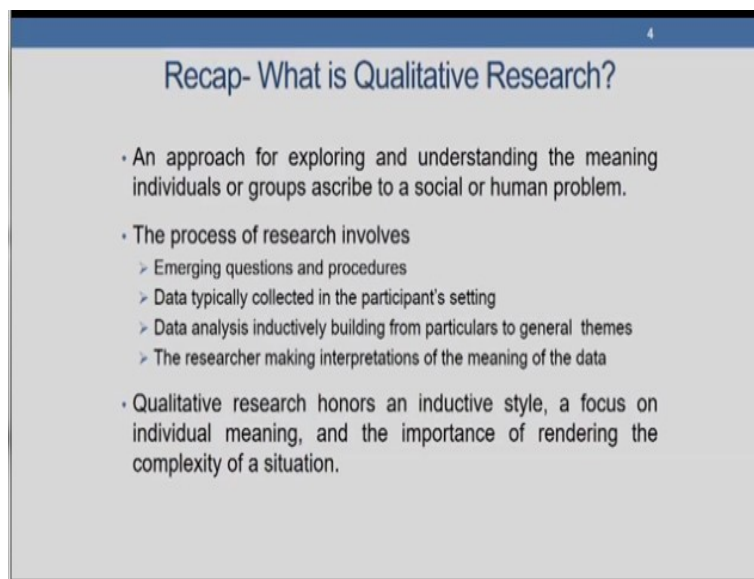 4
Recap- What is Qualitative Research?
• An approach for exploring and understanding the meaning
individuals or groups ascribe to a social or human problem.
• The process of research involves
➢ Emerging questions and procedures
➢ Data typically collected in the participant's setting
➢ Data analysis inductively building from particulars to general themes
➢ The researcher making interpretations of the meaning of the data
• Qualitative research honors an inductive style, a focus on
individual meaning, and the importance of rendering the
complexity of a situation.